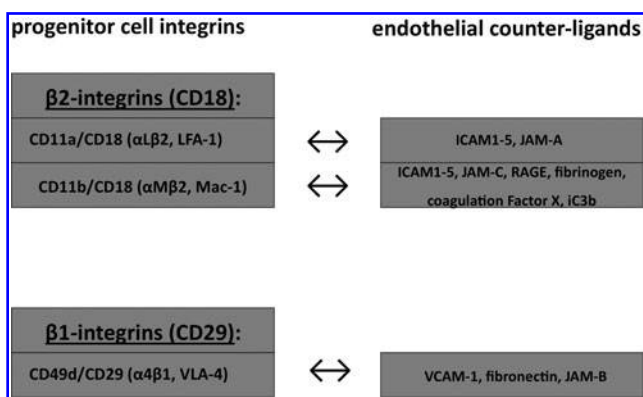 progenitor cell integrins
endothelial counter-ligands
β2-integrins (CD18):
CD11a/CD18 (αLβ2, LFA-1)
↔
ICAM1-5, JAM-A
CD11b/CD18 (αMβ2, Mac-1)
↔
ICAM1-5, JAM-C, RAGE, fibrinogen,
coagulation Factor X, iC3b
β1-integrins (CD29):
CD49d/CD29 (α4β1, VLA-4)
↔
VCAM-1, fibronectin, JAM-B